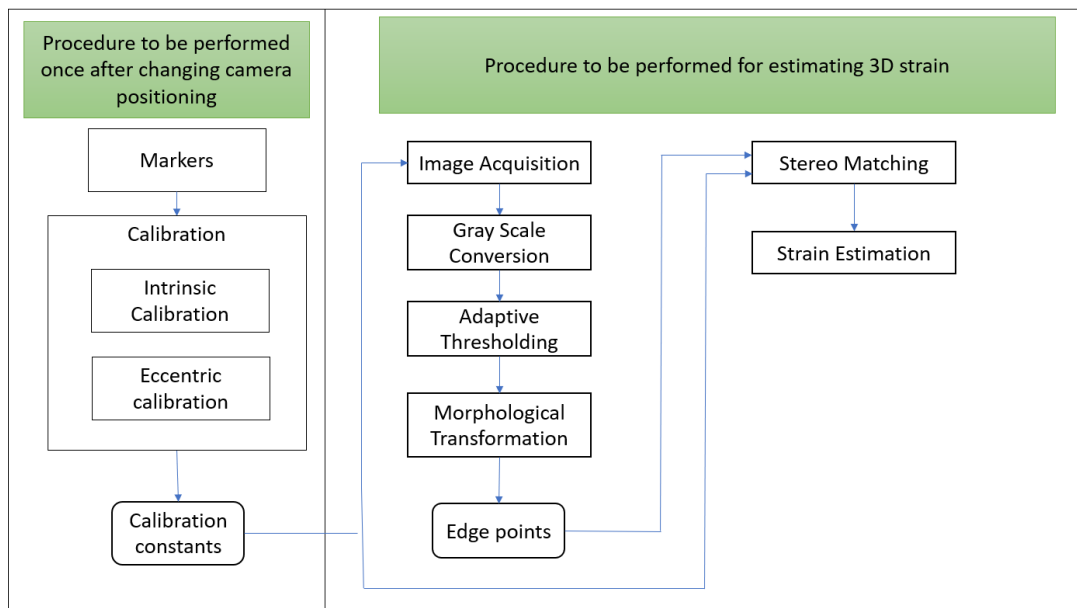 Procedure to be performed
once after changing camera
positioning
Markers
Calibration
Intrinsic
Calibration
Eccentric
calibration
Calibration
constants
Procedure to be performed for estimating 3D strain
Image Acquisition
Gray Scale
Conversion
Adaptive
Thresholding
Morphological
Transformation
Edge points
Stereo Matching
Strain Estimation